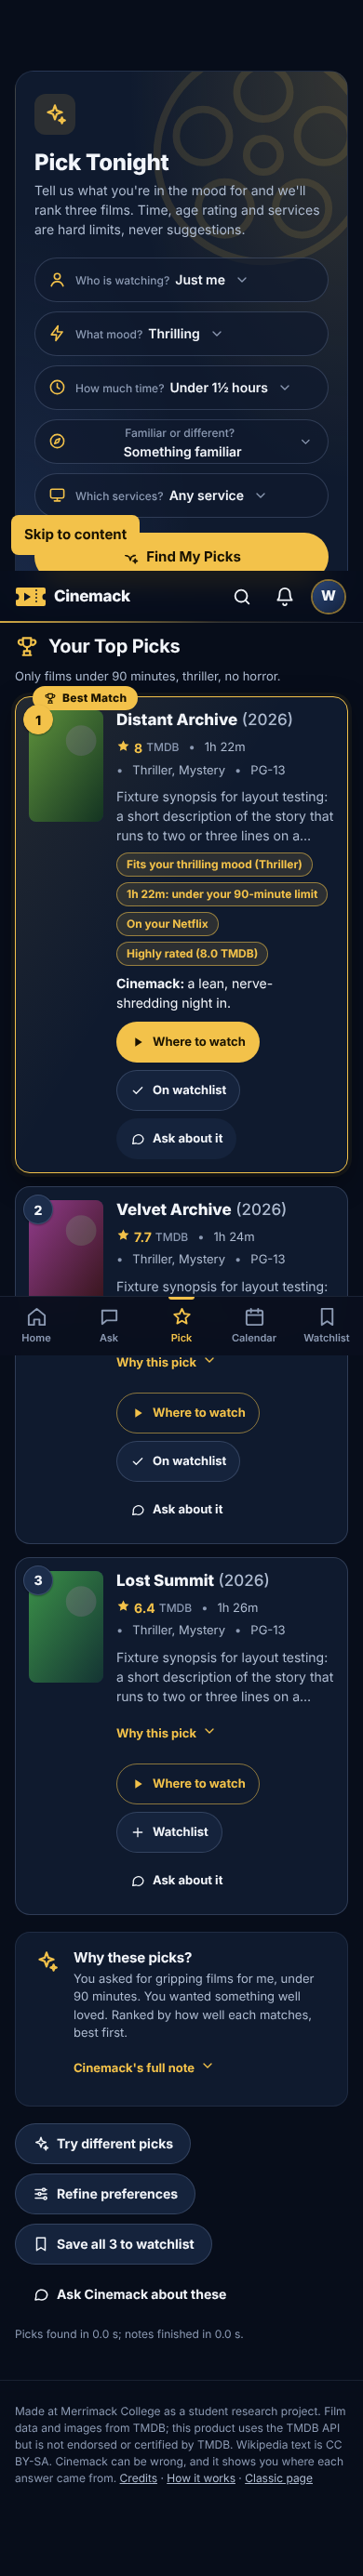 Pick Tonight
Tell us what you're in the mood for and we'll
rank three films. Time, age rating and services
are hard limits, never suggestions.
Who is watching? Just me
What mood? Thrilling
How much time? Under 1½ hours
Familiar or different?
Something familiar
Which services? Any service
Skip to content
Find My Picks
Cinemack
W
Your Top Picks
Only films under 90 minutes, thriller, no horror.
Best Match
1
Distant Archive (2026)
8 TMDB • 1h 22m
• Thriller, Mystery • PG-13
Fixture synopsis for layout testing:
a short description of the story that
runs to two or three lines on a...
Fits your thrilling mood (Thriller)
1h 22m: under your 90-minute limit
On your Netflix
Highly rated (8.0 TMDB)
Cinemack: a lean, nerve-
shredding night in.
Where to watch
On watchlist
Ask about it
2
Velvet Archive (2026)
7.7 TMDB • 1h 24m
• Thriller, Mystery • PG-13
Fixture synopsis for layout testing:
Home
Ask
Pick
Calendar
Watchlist
Why this pick
Where to watch
On watchlist
Ask about it
3
Lost Summit (2026)
6.4 TMDB • 1h 26m
• Thriller, Mystery • PG-13
Fixture synopsis for layout testing:
a short description of the story that
runs to two or three lines on a...
Why this pick
Where to watch
Watchlist
Ask about it
Why these picks?
You asked for gripping films for me, under
90 minutes. You wanted something well
loved. Ranked by how well each matches,
best first.
Cinemack's full note
Try different picks
Refine preferences
Save all 3 to watchlist
Ask Cinemack about these
Picks found in 0.0 s; notes finished in 0.0 s.
Made at Merrimack College as a student research project. Film
data and images from TMDB; this product uses the TMDB API
but is not endorsed or certified by TMDB. Wikipedia text is CC
BY-SA. Cinemack can be wrong, and it shows you where each
answer came from. Credits · How it works · Classic page